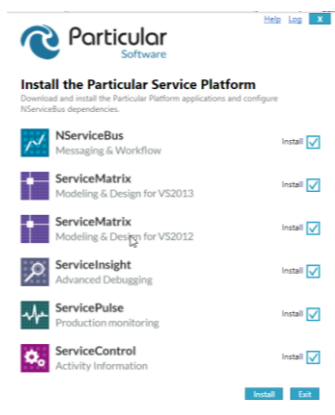 Help Log X
Particular
Software
Install the Particular Service Platform
Download and install the Particular Platform applications and configure
NServiceBus dependencies.
NServiceBus
Messaging & Workflow
Install
ServiceMatrix
Modeling & Design for VS2013
Install
ServiceMatrix
Modeling & Design for VS2012
Install
ServiceInsight
Advanced Debugging
Install
ServicePulse
Production monitoring
Install
ServiceControl
Activity Information
Install
Install Exit